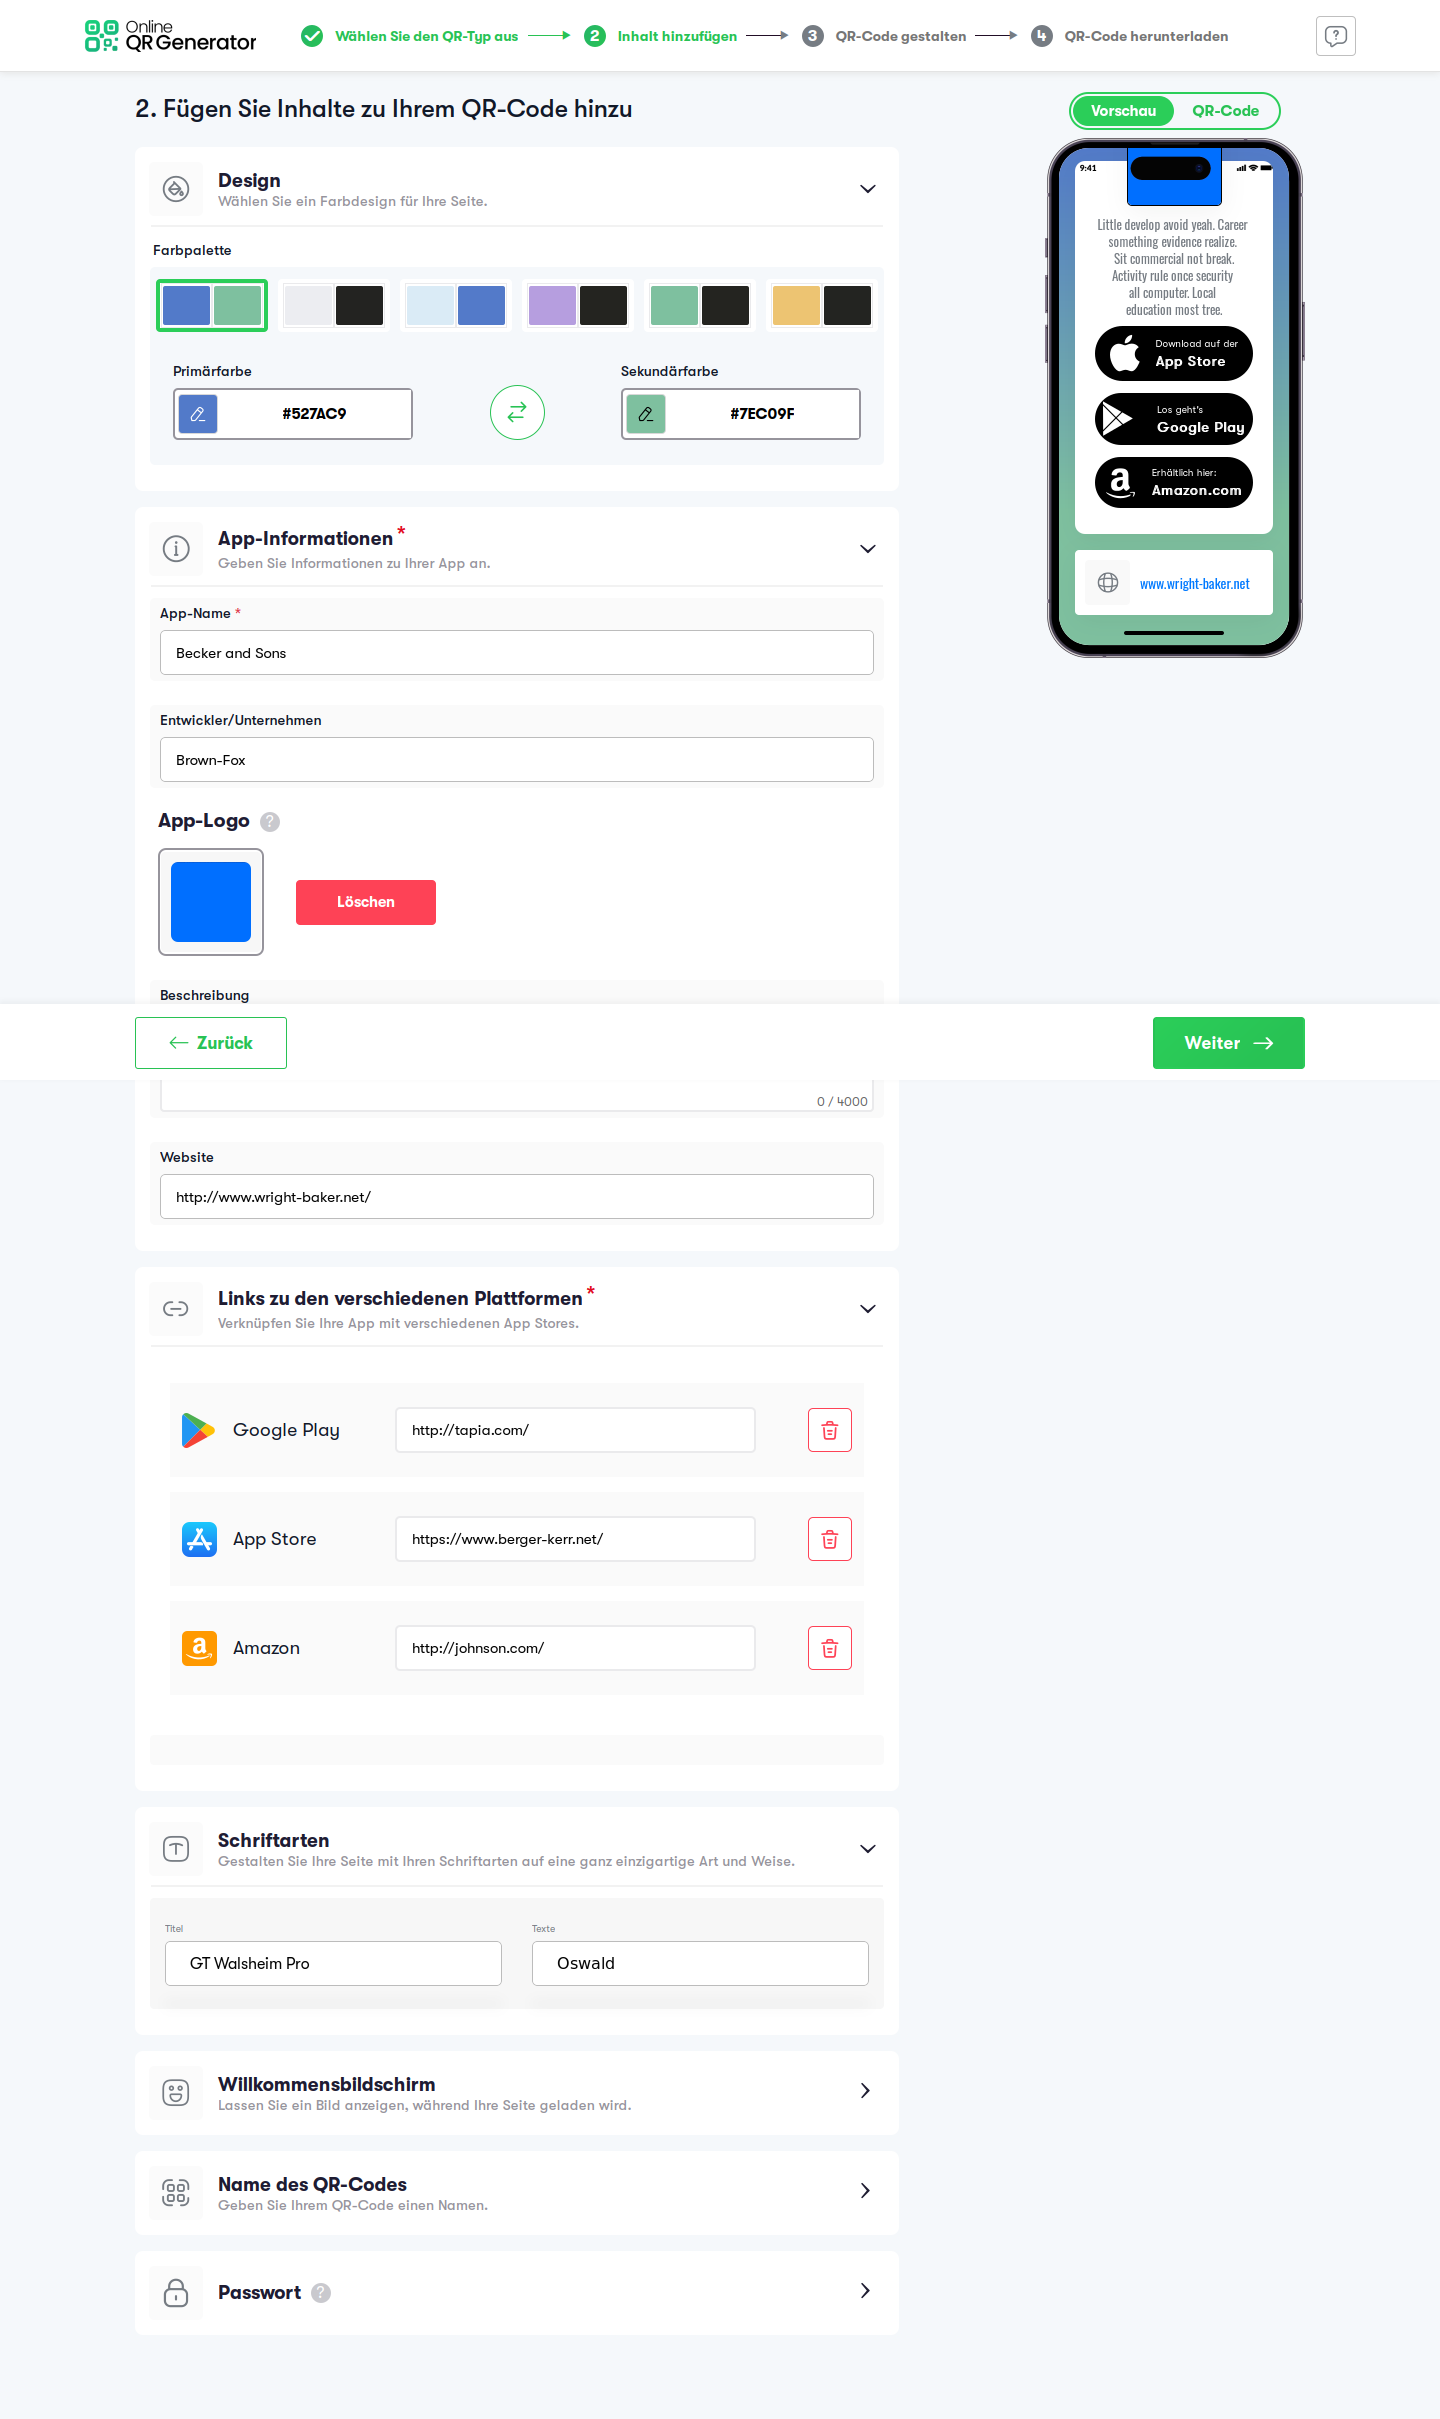 Online
QR Generator
Wählen Sie den QR-Typ aus
2 Inhalt hinzufügen
3 QR-Code gestalten
4 QR-Code herunterladen
2. Fügen Sie Inhalte zu Ihrem QR-Code hinzu
Vorschau QR-Code
Design
Wählen Sie ein Farbdesign für Ihre Seite.
Farbpalette
Primärfarbe
#527AC9
Sekundärfarbe
#7EC09F
9:41
Little develop avoid yeah. Career
something evidence realize.
Sit commercial not break.
Activity rule once security
all computer. Local
education most tree.
Download auf der
App Store
Los geht's
Google Play
Erhältlich hier:
Amazon.com
www.wright-baker.net
App-Informationen *
Geben Sie Informationen zu Ihrer App an.
App-Name *
Becker and Sons
Entwickler/Unternehmen
Brown-Fox
App-Logo ?
Löschen
Beschreibung
Zurück
Weiter
0 / 4000
Website
http://www.wright-baker.net/
Links zu den verschiedenen Plattformen *
Verknüpfen Sie Ihre App mit verschiedenen App Stores.
Google Play
http://tapia.com/
App Store
https://www.berger-kerr.net/
Amazon
http://johnson.com/
Schriftarten
Gestalten Sie Ihre Seite mit Ihren Schriftarten auf eine ganz einzigartige Art und Weise.
Titel
GT Walsheim Pro
Texte
Oswald
Willkommensbildschirm
Lassen Sie ein Bild anzeigen, während Ihre Seite geladen wird.
Name des QR-Codes
Geben Sie Ihrem QR-Code einen Namen.
Passwort ?